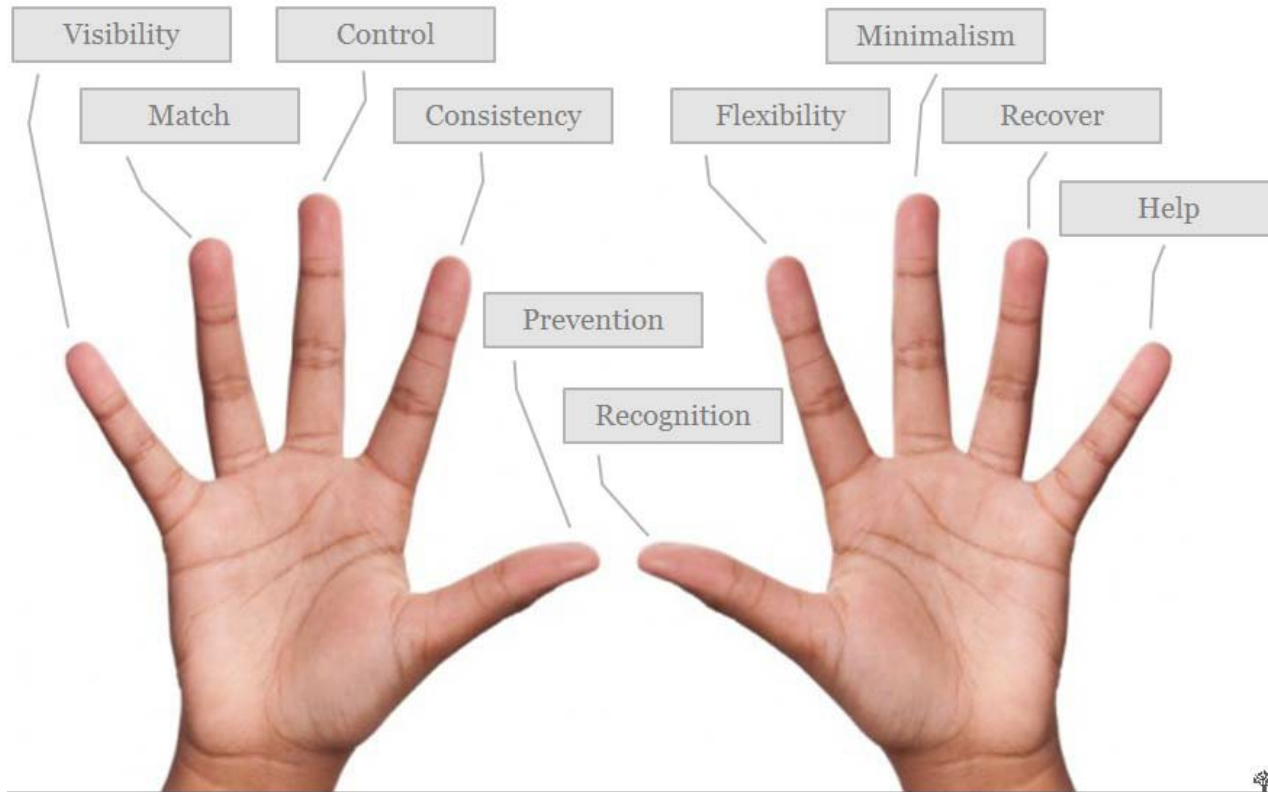 Visibility
Match
Control
Consistency
Prevention
Recognition
Flexibility
Minimalism
Recover
Help